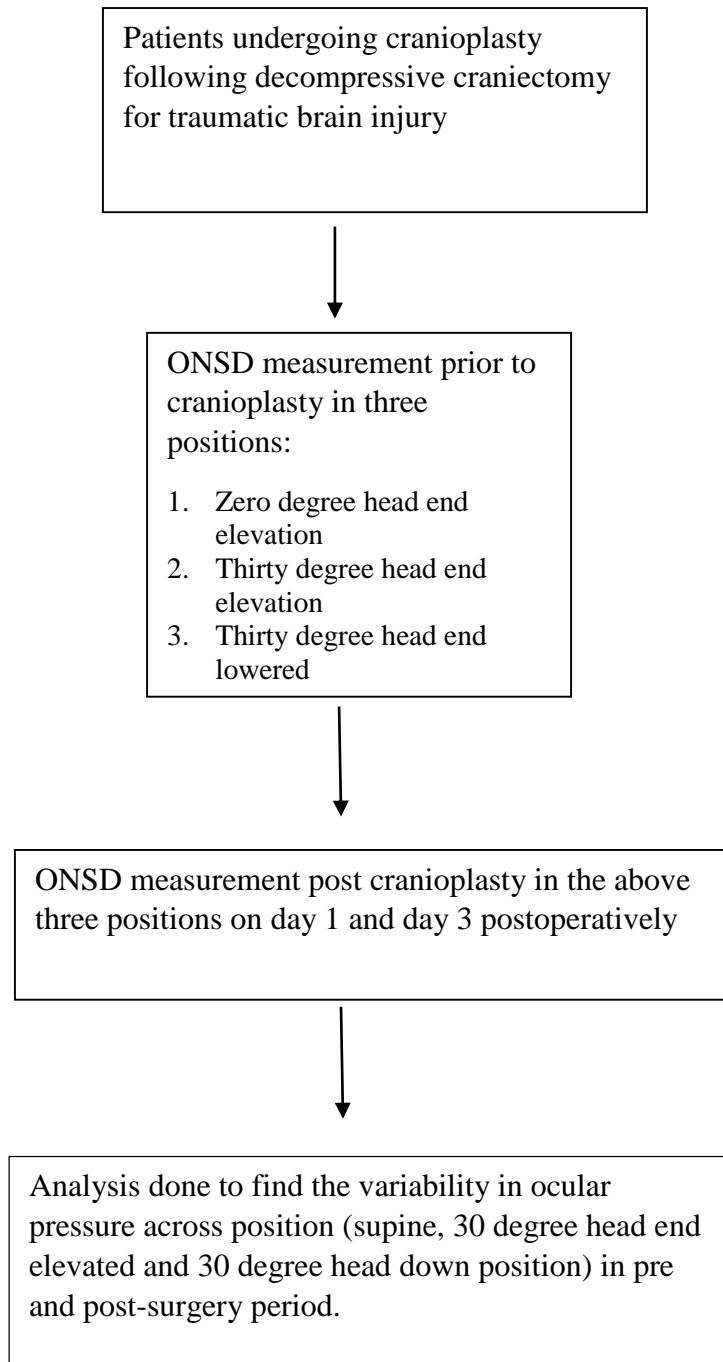 Patients undergoing cranioplasty
following decompressive craniectomy
for traumatic brain injury
ONSD measurement prior to
cranioplasty in three
positions:
1. Zero degree head end
elevation
2. Thirty degree head end
elevation
3. Thirty degree head end
lowered
ONSD measurement post cranioplasty in the above
three positions on day 1 and day 3 postoperatively
Analysis done to find the variability in ocular
pressure across position (supine, 30 degree head end
elevated and 30 degree head down position) in pre
and post-surgery period.